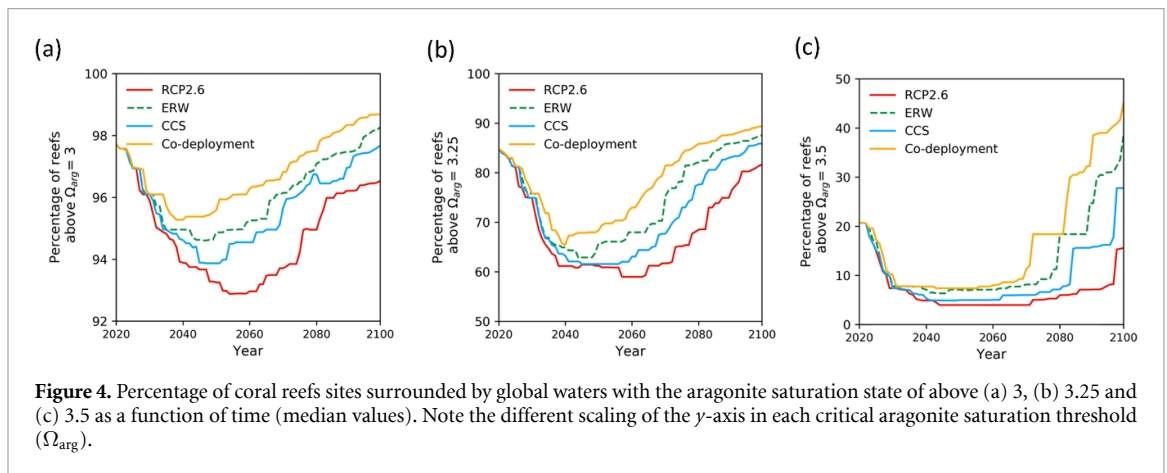 (a)
Percentage of reefs
above Ωarg= 3
100
98
96
94
92
RCP2.6
ERW
CCS
Co-deployment
2020
2040
2060
2080
2100
Year
(b)
Percentage of reefs
above Ωarg= 3.25
100
90
80
70
60
50
RCP2.6
ERW
CCS
Co-deployment
2020
2040
2060
2080
2100
Year
(c)
Percentage of reefs
above Ωarg= 3.5
50
40
30
20
10
0
RCP2.6
ERW
CCS
Co-deployment
2020
2040
2060
2080
2100
Year
Figure 4. Percentage of coral reefs sites surrounded by global waters with the aragonite saturation state of above (a) 3, (b) 3.25 and
(c) 3.5 as a function of time (median values). Note the different scaling of the y-axis in each critical aragonite saturation threshold
(Ωarg).